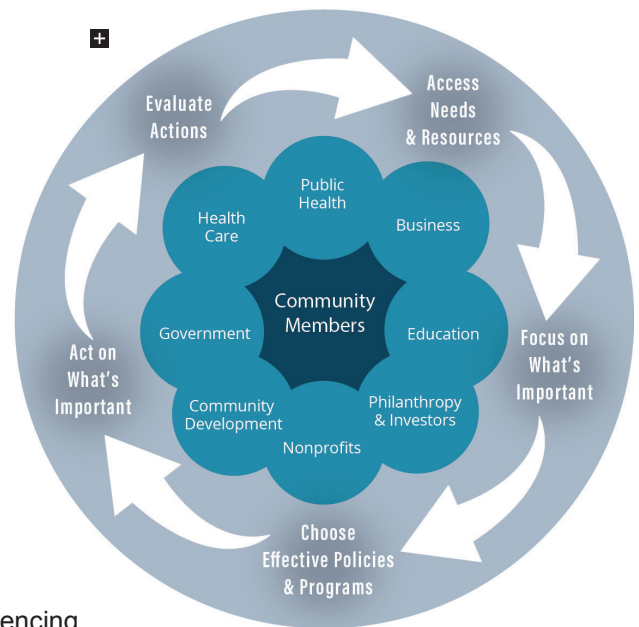 +
Evaluate
Actions
Access
Needs
& Resources
Focus on
What's
Important
Choose
Effective Policies
& Programs
Act on
What's
Important
Public
Health
Business
Education
Philanthropy
& Investors
Nonprofits
Community
Development
Government
Health
Care
Community
Members
encing